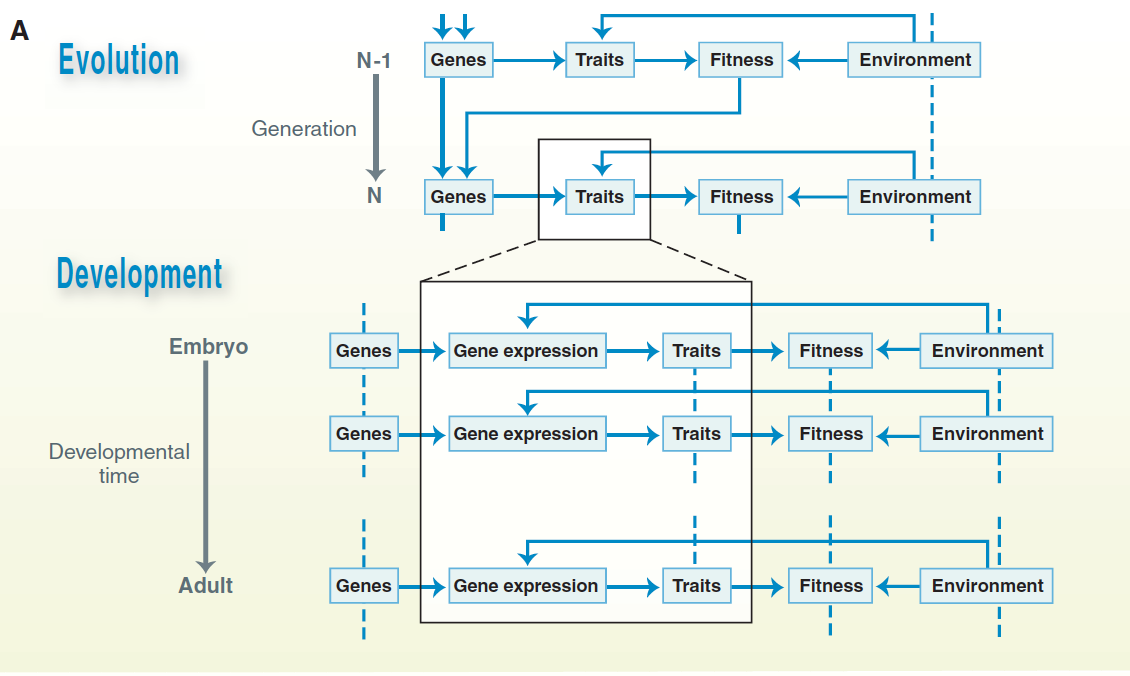 A
Evolution
N-1
Genes
Traits
Fitness
Environment
Generation
N
Genes
Traits
Fitness
Environment
Development
Embryo
Genes
Gene expression
Traits
Fitness
Environment
Developmental
time
Genes
Gene expression
Traits
Fitness
Environment
Adult
Genes
Gene expression
Traits
Fitness
Environment